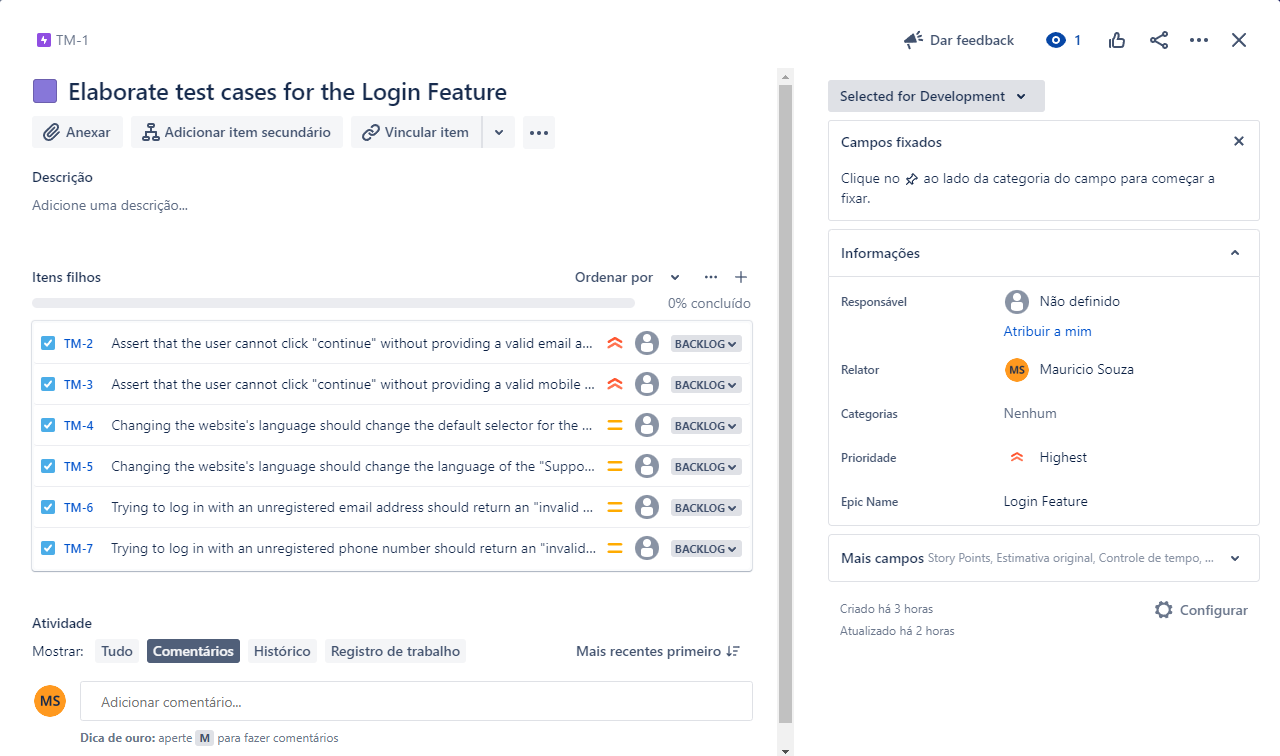 TM-1
Dar feedback
1
Elaborate test cases for the Login Feature
Anexar
Adicionar item secundário
Vincular item
Descrição
Adicione uma descrição...
Itens filhos
Ordenar por
0% concluído
TM-2 Assert that the user cannot click "continue" without providing a valid email a... BACKLOG
TM-3 Assert that the user cannot click "continue" without providing a valid mobile ... BACKLOG
TM-4 Changing the website's language should change the default selector for the ... BACKLOG
TM-5 Changing the website's language should change the language of the "Suppo... BACKLOG
TM-6 Trying to log in with an unregistered email address should return an "invalid ... BACKLOG
TM-7 Trying to log in with an unregistered phone number should return an "invalid... BACKLOG
Atividade
Mostrar: Tudo Comentários Histórico Registro de trabalho Mais recentes primeiro
MS Adicionar comentário...
Dica de ouro: aperte M para fazer comentários
Selected for Development
Campos fixados
Clique no ao lado da categoria do campo para começar a
fixar.
Informações
Responsável Não definido
Atribuir a mim
Relator MS Mauricio Souza
Categorias Nenhum
Prioridade Highest
Epic Name Login Feature
Mais campos Story Points, Estimativa original, Controle de tempo, ...
Criado há 3 horas
Configurar
Atualizado há 2 horas